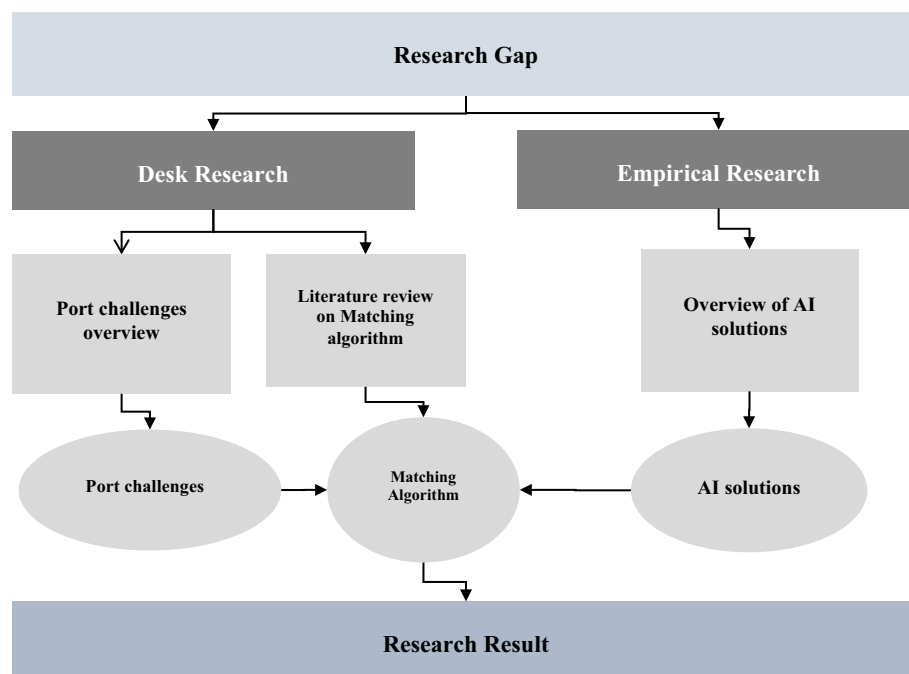 Research Gap
Desk Research
Empirical Research
Port challenges
overview
Literature review
on Matching
algorithm
Overview of AI
solutions
Port challenges
Matching
Algorithm
AI solutions
Research Result